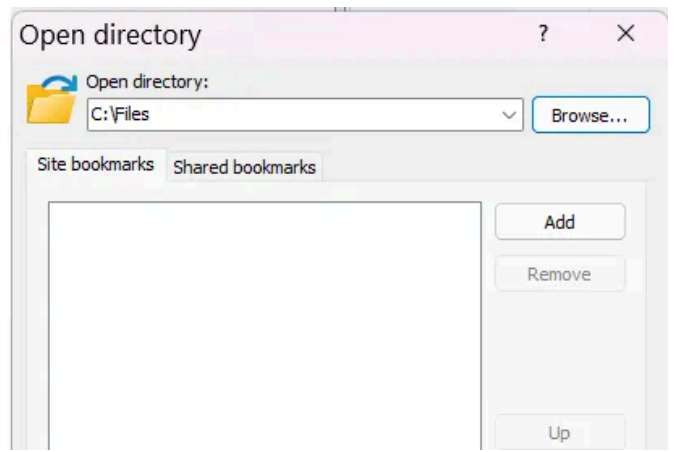 Open directory
?
Open directory:
C:\Files
Browse...
Site bookmarks
Shared bookmarks
Add
Remove
Up